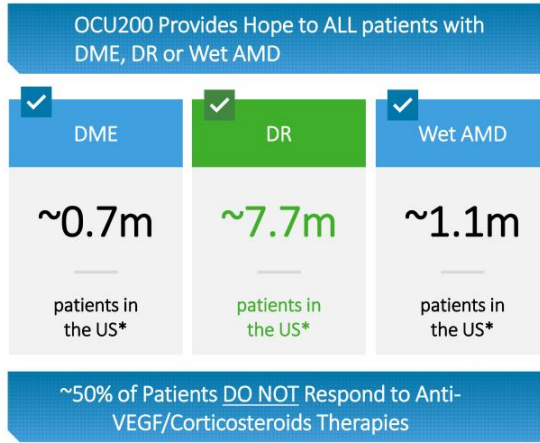 OCU200 Provides Hope to ALL patients with
DME, DR or Wet AMD
DME
~0.7m
patients in
the US*
DR
~7.7m
patients in
the US*
Wet AMD
~1.1m
patients in
the US*
~50% of Patients DO NOT Respond to Anti-
VEGF/Corticosteroids Therapies